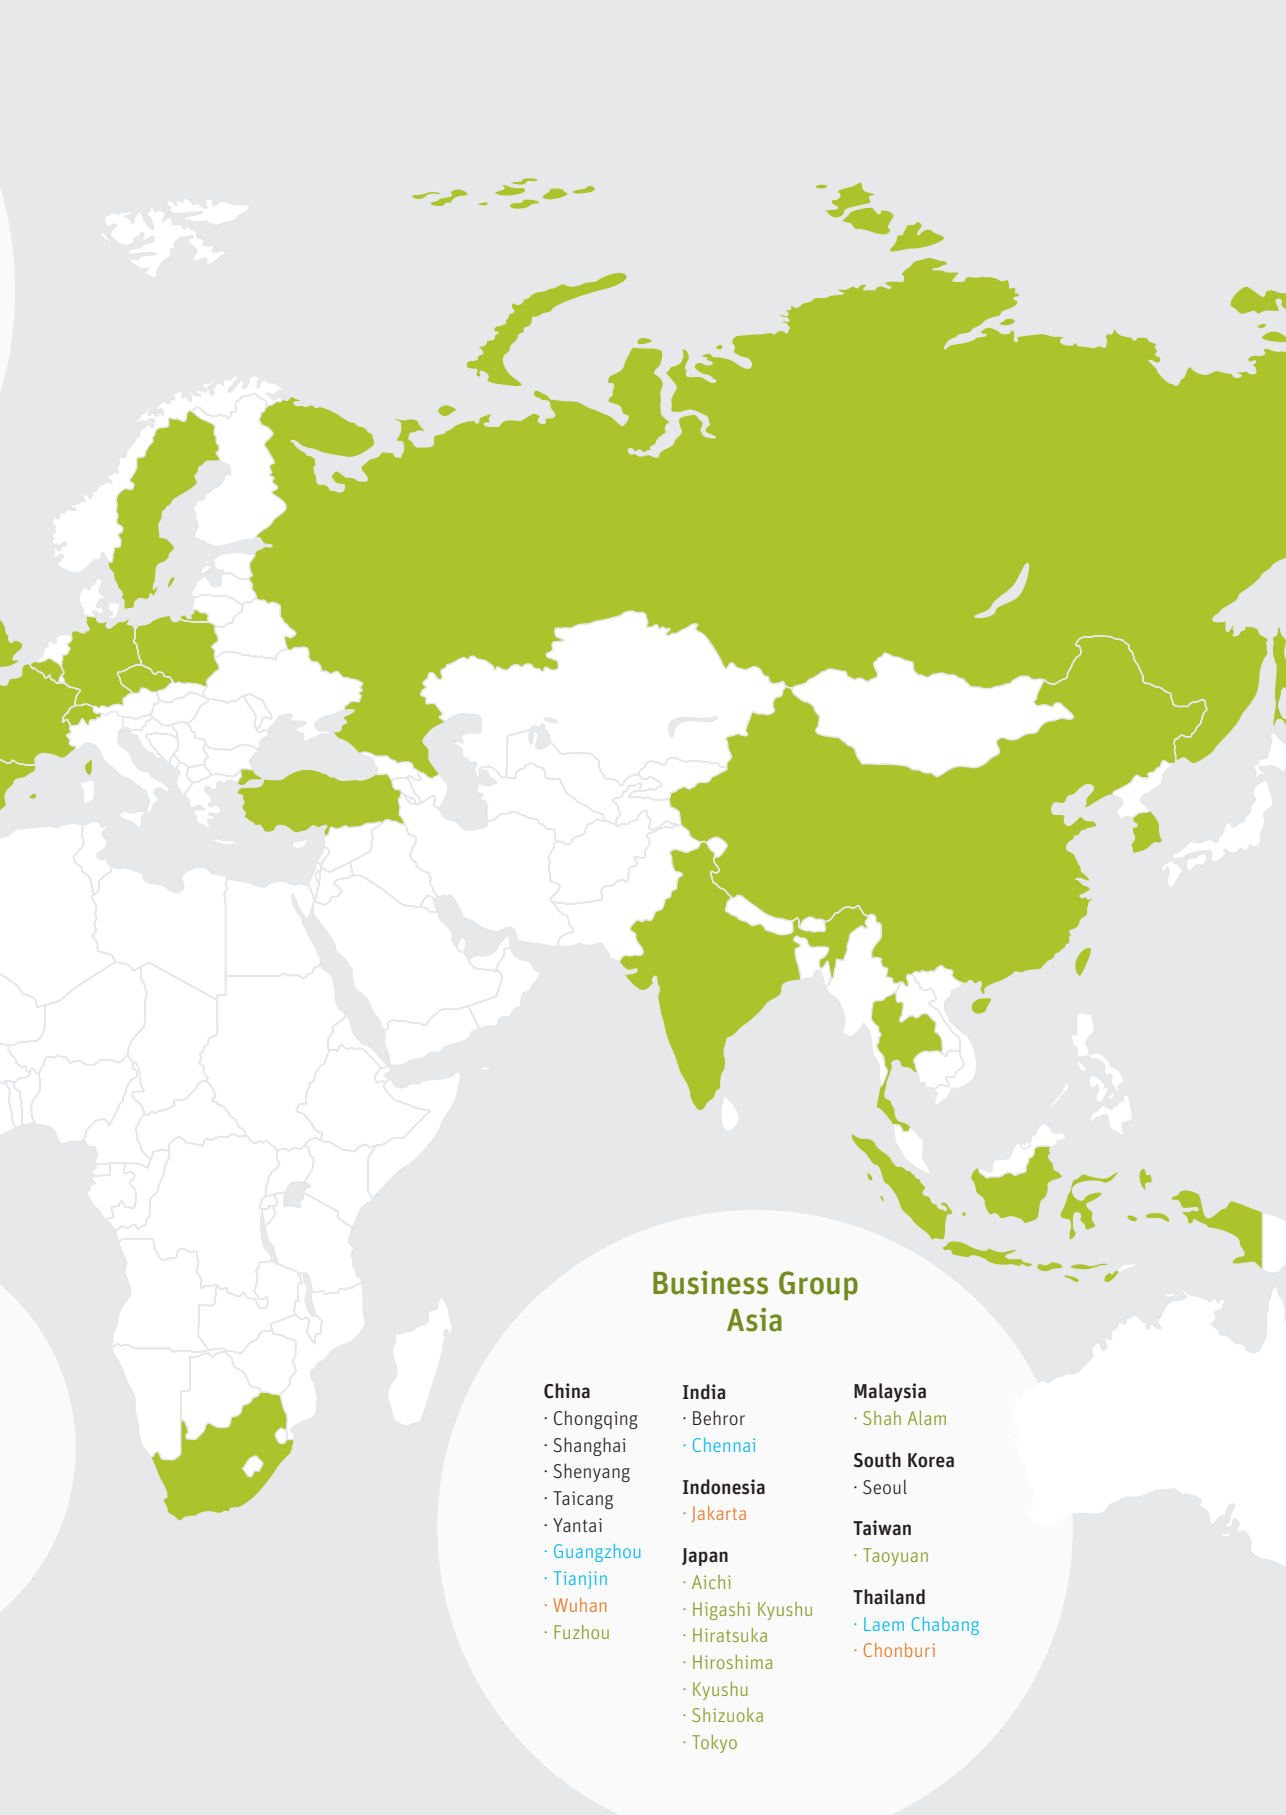 Business Group
Asia
China
· Chongqing
· Shanghai
· Shenyang
· Taicang
· Yantai
· Guangzhou
· Tianjin
· Wuhan
· Fuzhou
India
· Behror
· Chennai
Indonesia
· Jakarta
Japan
· Aichi
· Higashi Kyushu
· Hiratsuka
· Hiroshima
· Kyushu
· Shizuoka
· Tokyo
Malaysia
· Shah Alam
South Korea
· Seoul
Taiwan
· Taoyuan
Thailand
· Laem Chabang
· Chonburi